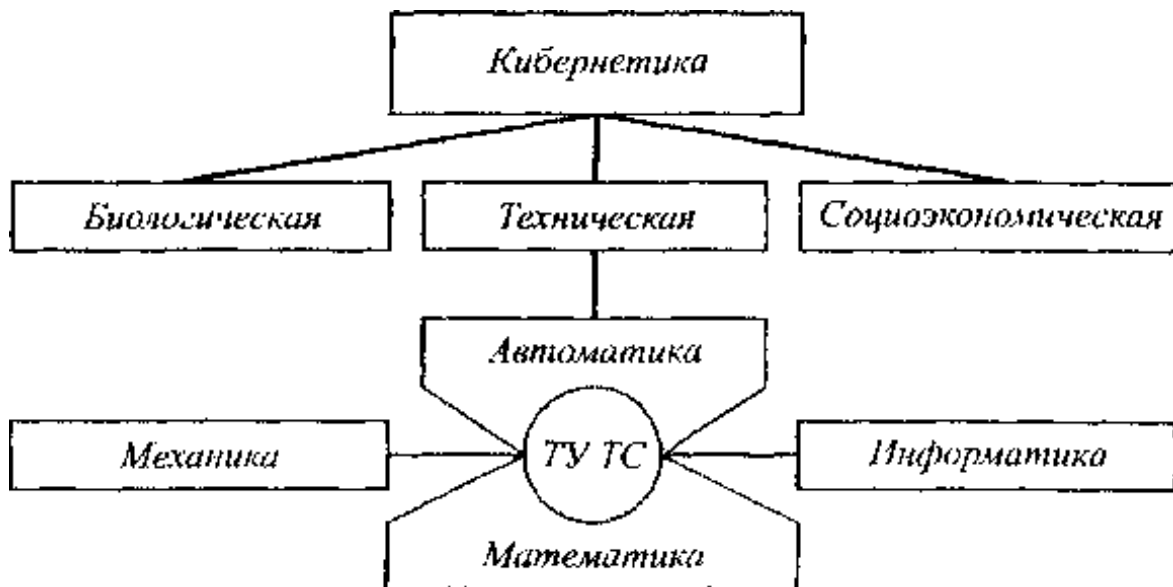 Кибернетика
Биологическая
Техническая
Социоэкономическая
Автоматика
Механика
ТУ ТС
Информатика
Математика